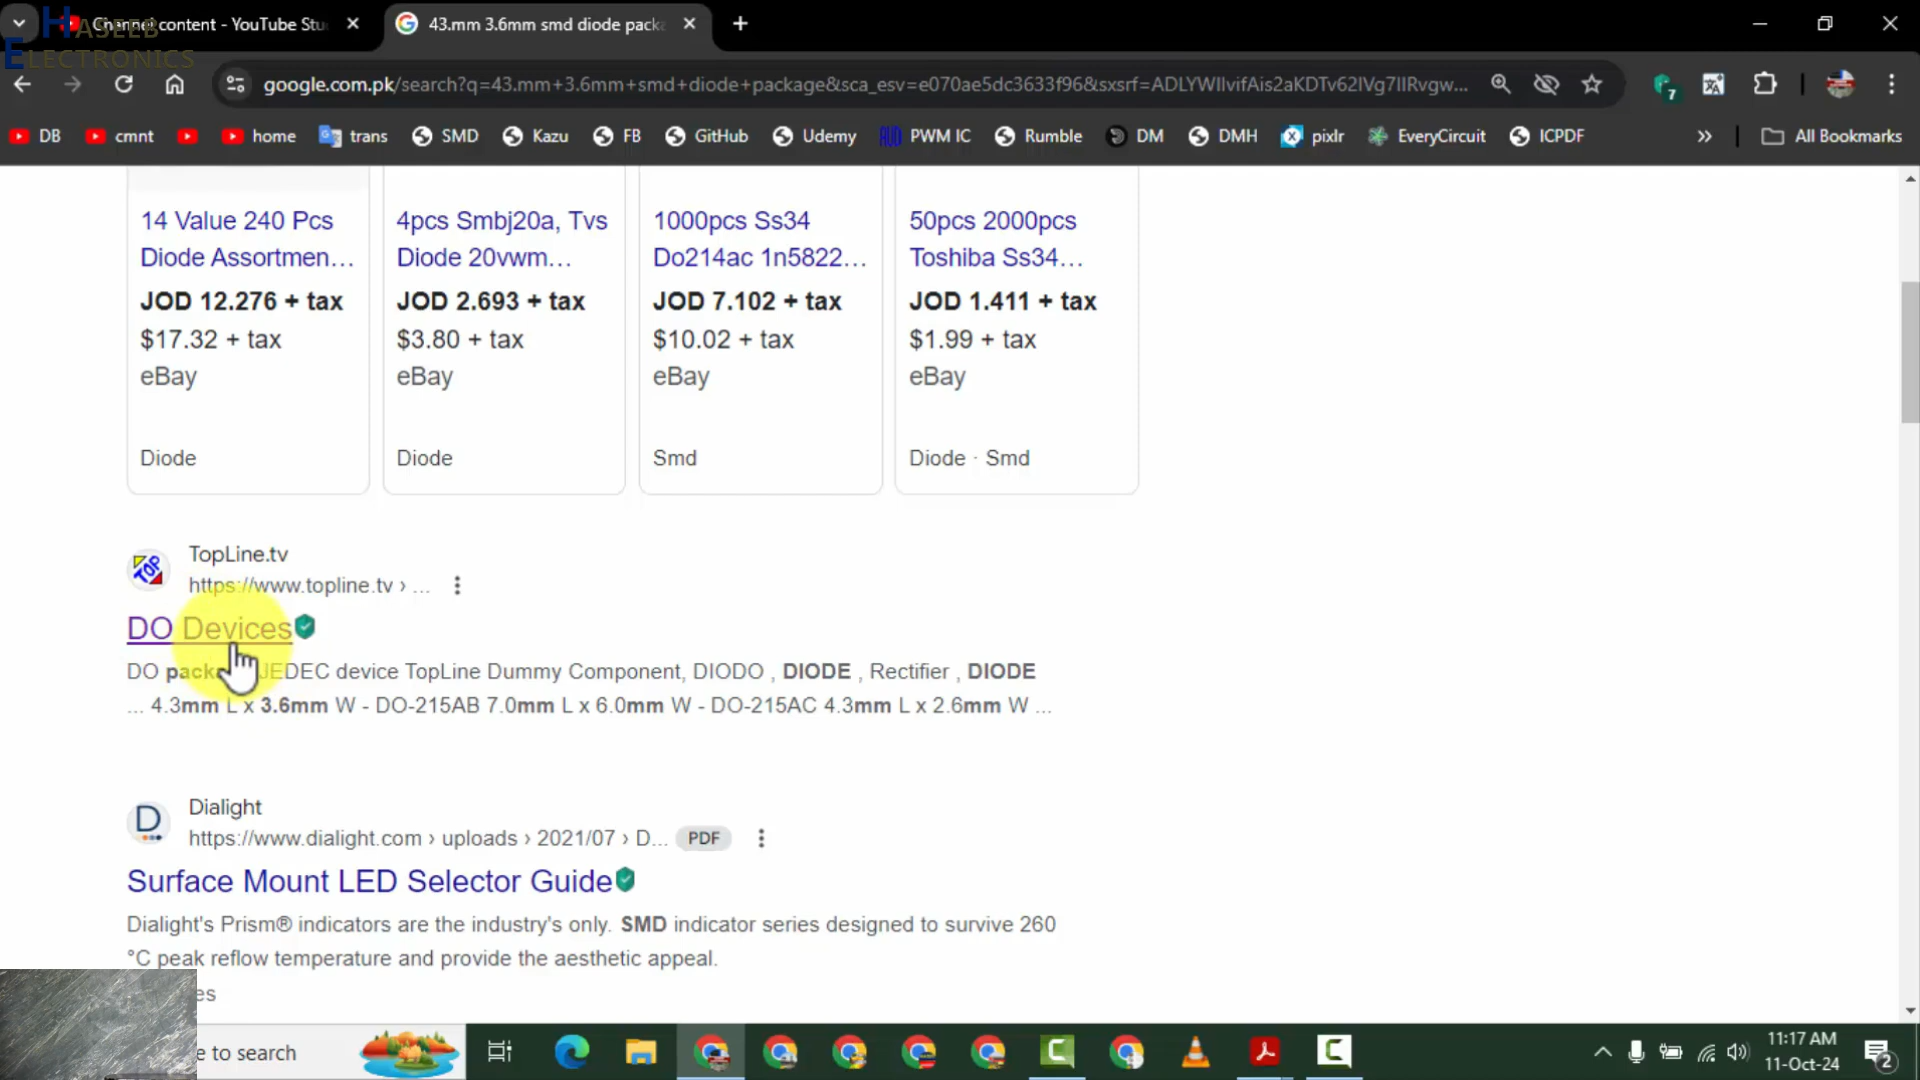 Channel content - YouTube Stu
43.mm 3.6mm smd diode pack
HASEEB
ELECTRONICS
google.com.pk/search?q=43.mm+3.6mm+smd+diode+package&sca_esv=e070ae5dc3633f96&sxsrf=ADLYWIlvifAis2aKDTv62IVg7lIRvgw...
7
DB cmnt home trans SMD Kazu FB GitHub Udemy PWM IC Rumble DM DMH pixlr EveryCircuit ICPDF » All Bookmarks
14 Value 240 Pcs
Diode Assortmen...
JOD 12.276 + tax
$17.32 + tax
eBay
Diode
4pcs Smbj20a, Tvs
Diode 20vwm...
JOD 2.693 + tax
$3.80 + tax
eBay
Diode
1000pcs Ss34
Do214ac 1n5822...
JOD 7.102 + tax
$10.02 + tax
eBay
Smd
50pcs 2000pcs
Toshiba Ss34...
JOD 1.411 + tax
$1.99 + tax
eBay
Diode · Smd
TOP
TopLine.tv
https://www.topline.tv › ...
DO Devices
DO JEDEC device TopLine Dummy Component, DIODO , DIODE , Rectifier , DIODE
... 4.3mm L x 3.6mm W - DO-215AB 7.0mm L x 6.0mm W - DO-215AC 4.3mm L x 2.6mm W ...
D
Dialight
https://www.dialight.com › uploads › 2021/07 › D... PDF
Surface Mount LED Selector Guide
Dialight's Prism® indicators are the industry's only. SMD indicator series designed to survive 260
°C peak reflow temperature and provide the aesthetic appeal.
e to search
11:17 AM
11-Oct-24
2